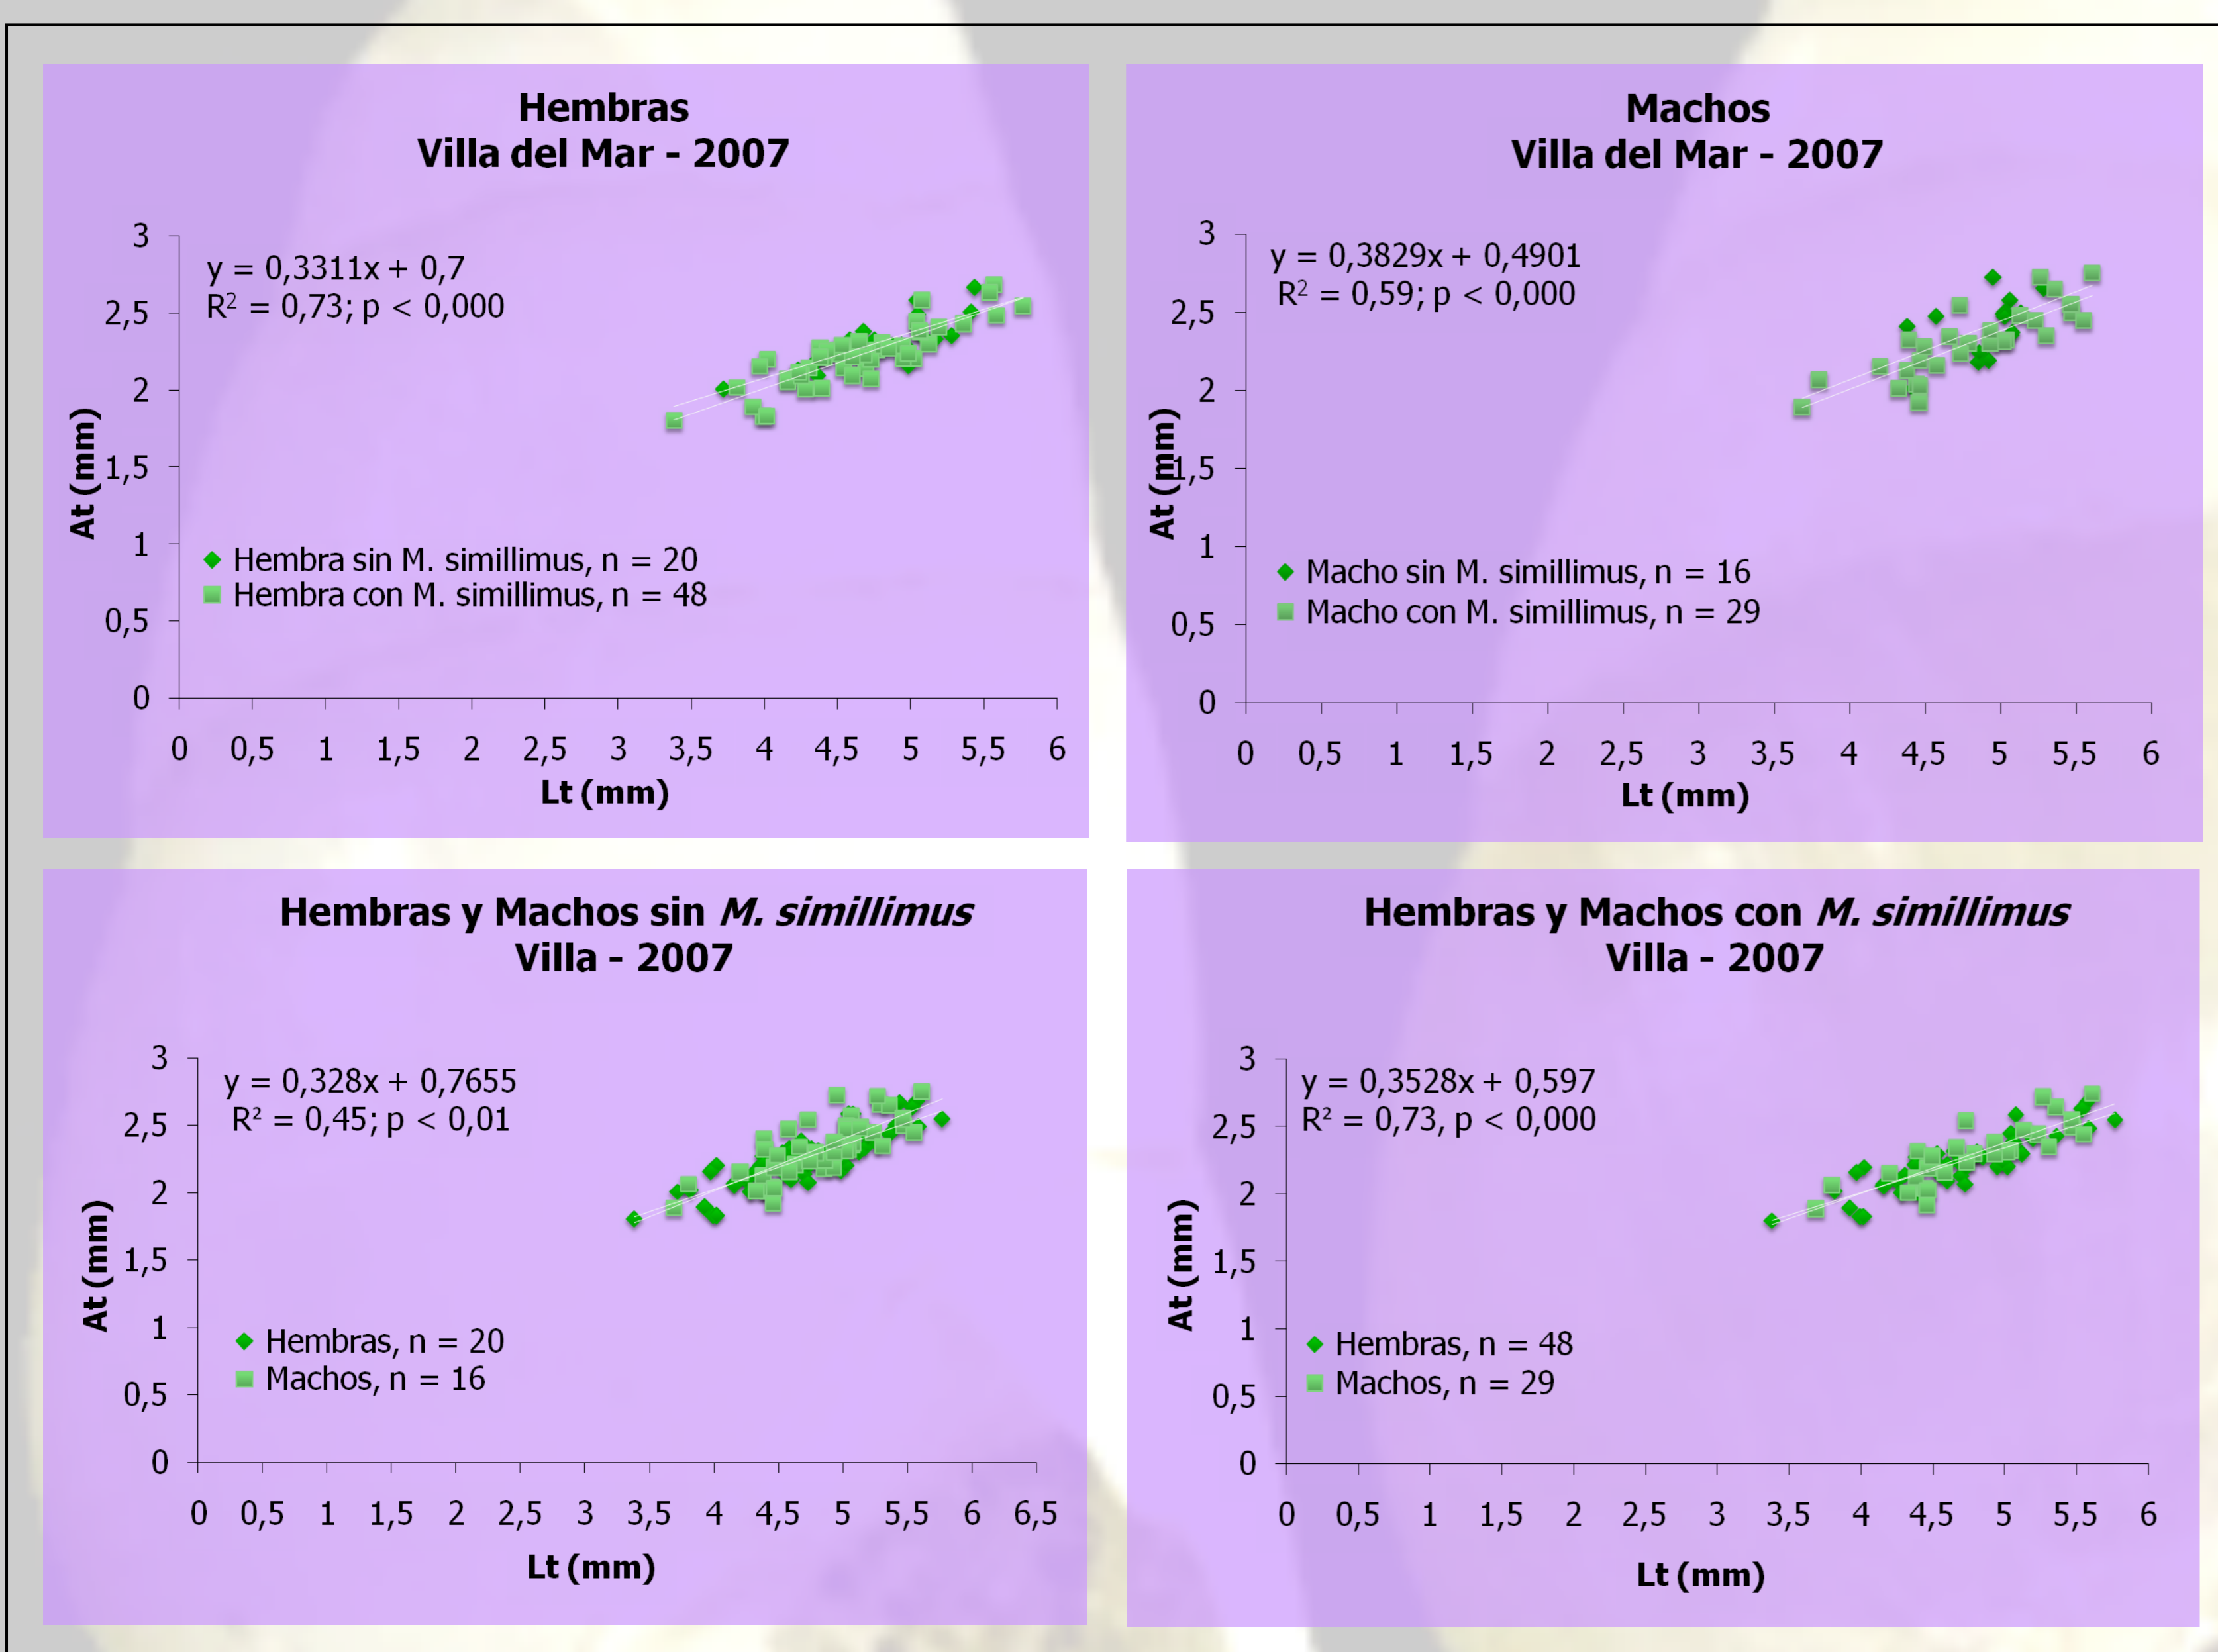 Hembras
Villa del Mar - 2007
y = 0,3311x + 0,7
R² = 0,73; p < 0,000
3
2,5
2
1,5
1
0,5
0
At (mm)
Hembra sin M. simillimus, n = 20
Hembra con M. simillimus, n = 48
0 0,5 1 1,5 2 2,5 3 3,5 4 4,5 5 5,5 6
Lt (mm)
Machos
Villa del Mar - 2007
y = 0,3829x + 0,4901
R² = 0,59; p < 0,000
3
2,5
2
1,5
1
0,5
0
At (mm)
Macho sin M. simillimus, n = 16
Macho con M. simillimus, n = 29
0 0,5 1 1,5 2 2,5 3 3,5 4 4,5 5 5,5 6
Lt (mm)
Hembras y Machos sin M. simillimus
Villa - 2007
y = 0,328x + 0,7655
R² = 0,45; p < 0,01
3
2,5
2
1,5
1
0,5
0
At (mm)
Hembras, n = 20
Machos, n = 16
0 0,5 1 1,5 2 2,5 3 3,5 4 4,5 5 5,5 6 6,5
Lt (mm)
Hembras y Machos con M. simillimus
Villa - 2007
y = 0,3528x + 0,597
R² = 0,73, p < 0,000
3
2,5
2
1,5
1
0,5
0
At (mm)
Hembras, n = 48
Machos, n = 29
0 0,5 1 1,5 2 2,5 3 3,5 4 4,5 5 5,5 6
Lt (mm)